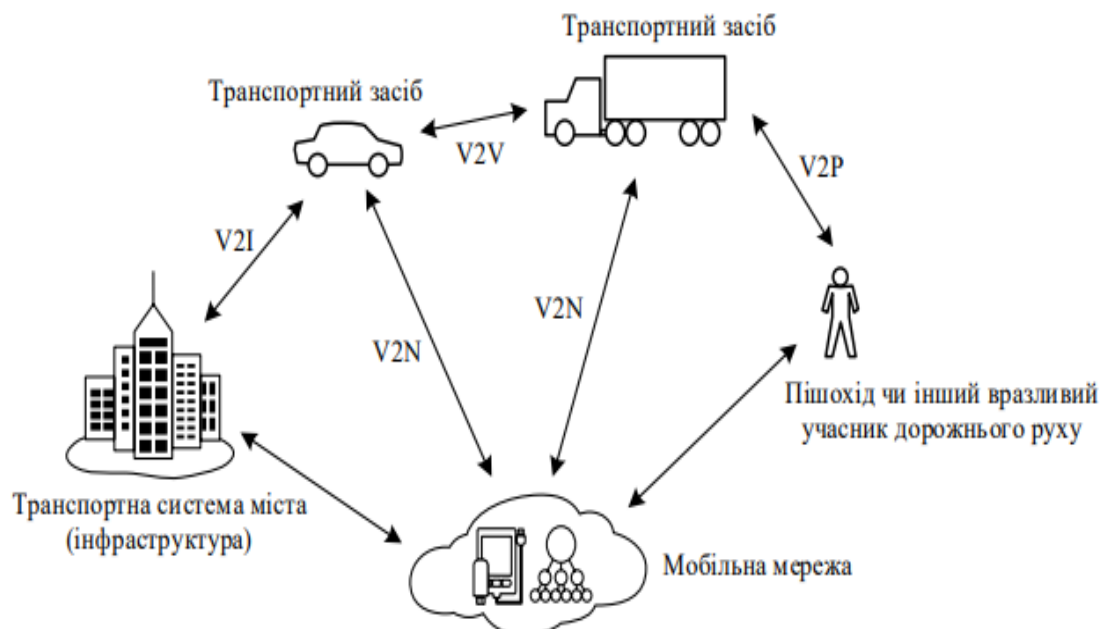 Транспортний засіб
Транспортний засіб
V2V
V2P
V2I
V2N
V2N
Пішохід чи інший вразливий
учасник дорожнього руху
Транспортна система міста
(інфраструктура)
Мобільна мережа